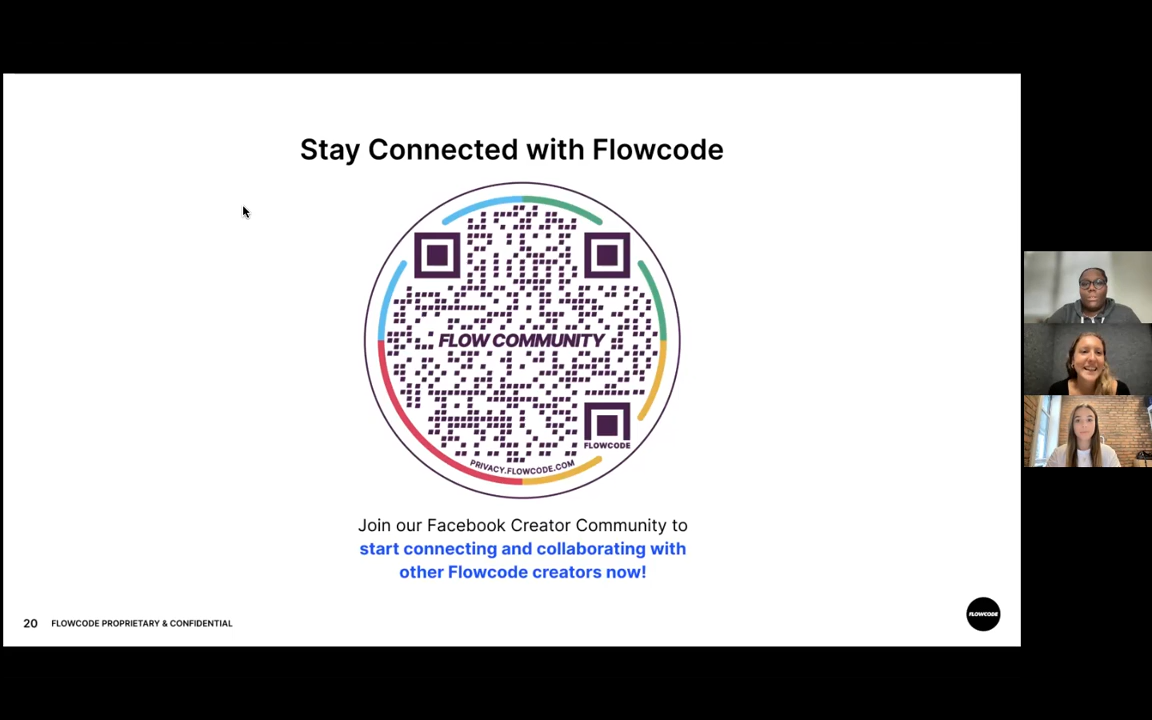 Stay Connected with Flowcode
FLOW COMMUNITY
FLOWCODE
PRIVACY.FLOWCODE.COM
Join our Facebook Creator Community to
start connecting and collaborating with
other Flowcode creators now!
20 FLOWCODE PROPRIETARY & CONFIDENTIAL
FLOWCODE